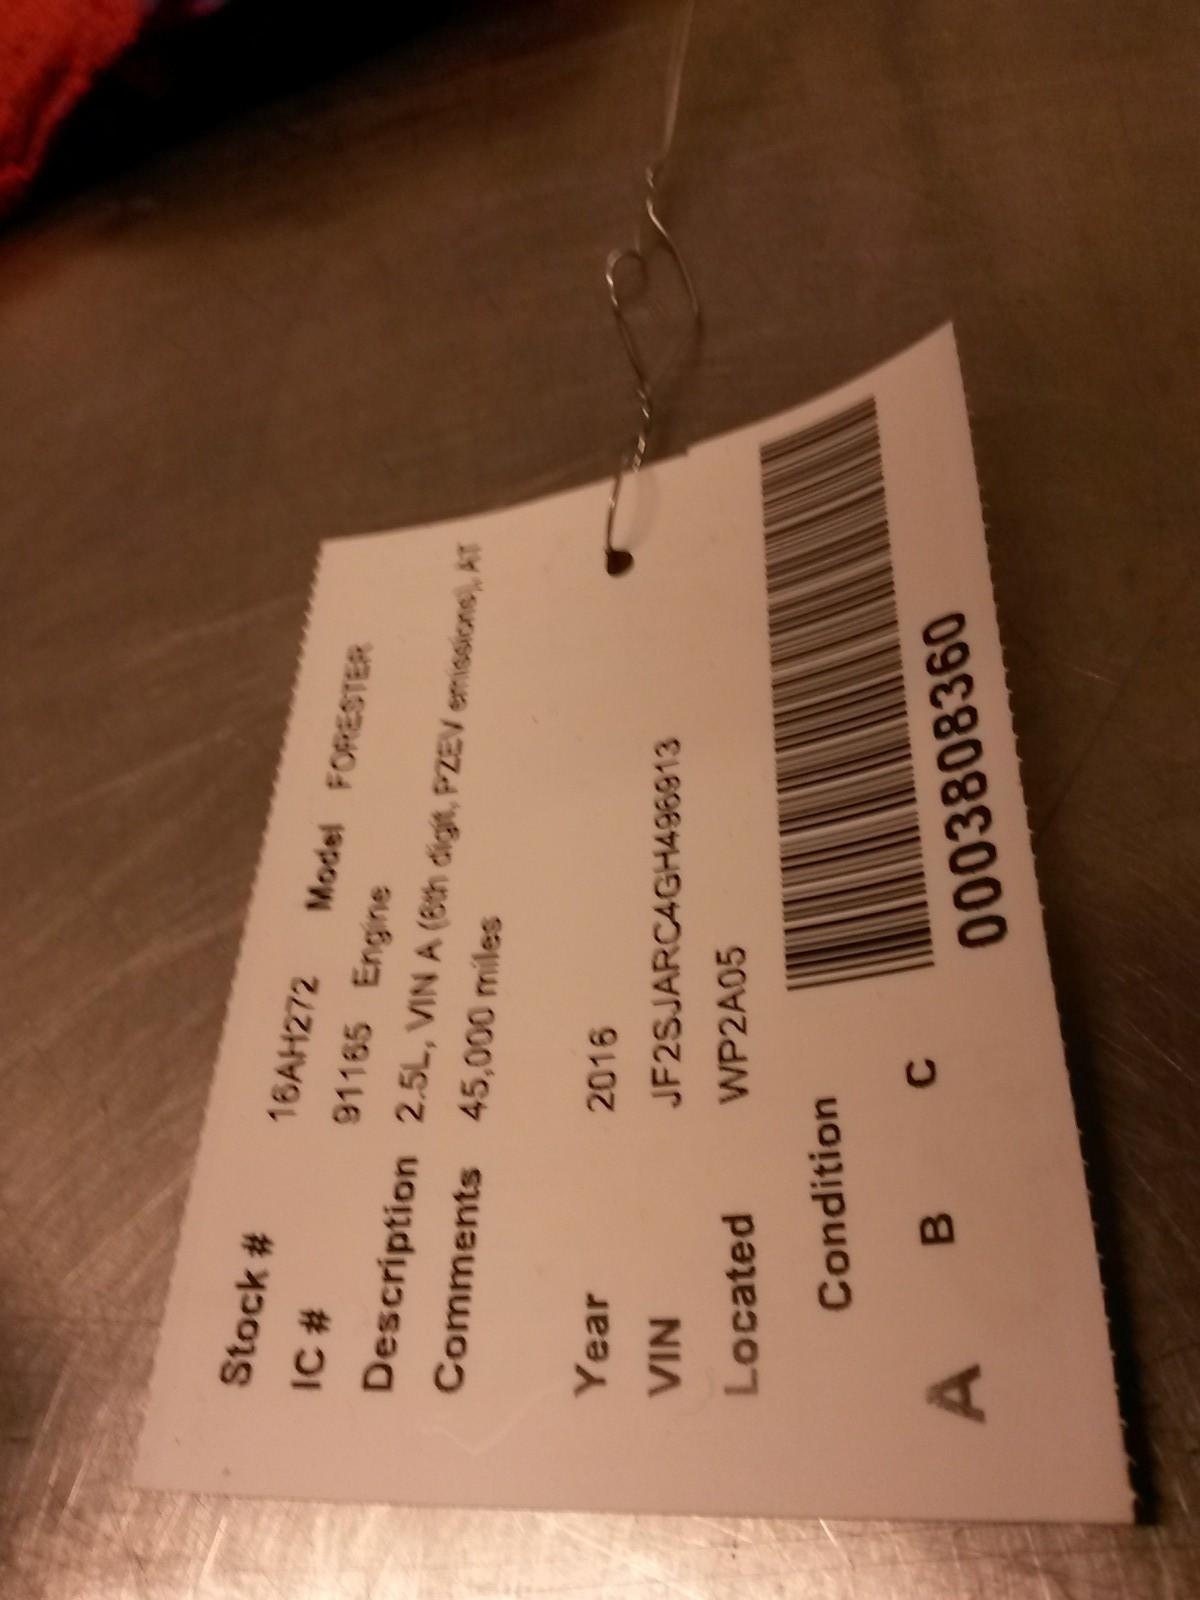 Stock # 16AH272 Model FORESTER
IC # 91165 Engine
Description 2.5L, VIN A (6th digit, PZEV emissions), AT
Comments 45,000 miles
Year 2016
VIN JF2SJARC4GH496913
Located WP2A05
Condition
A B C
0003808360